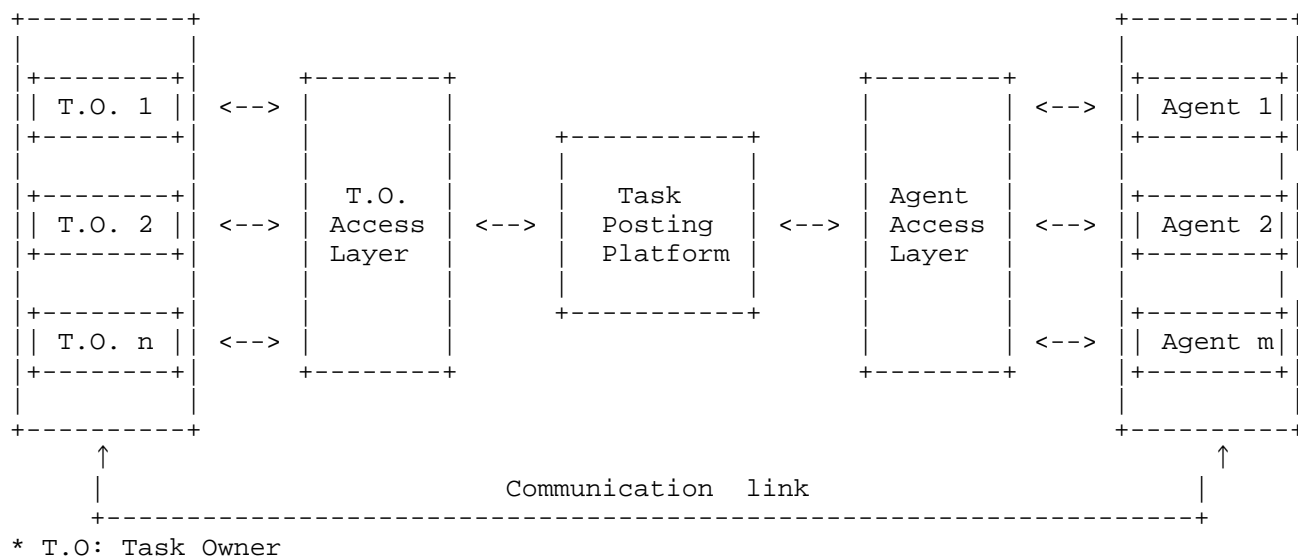 T.O. 1 <--> <--> Agent 1
T.O. Task Agent
T.O. 2 <--> Access <--> Posting <--> Access <--> Agent 2
Layer Platform Layer
T.O. n <--> <--> Agent m
Communication link
* T.O: Task Owner